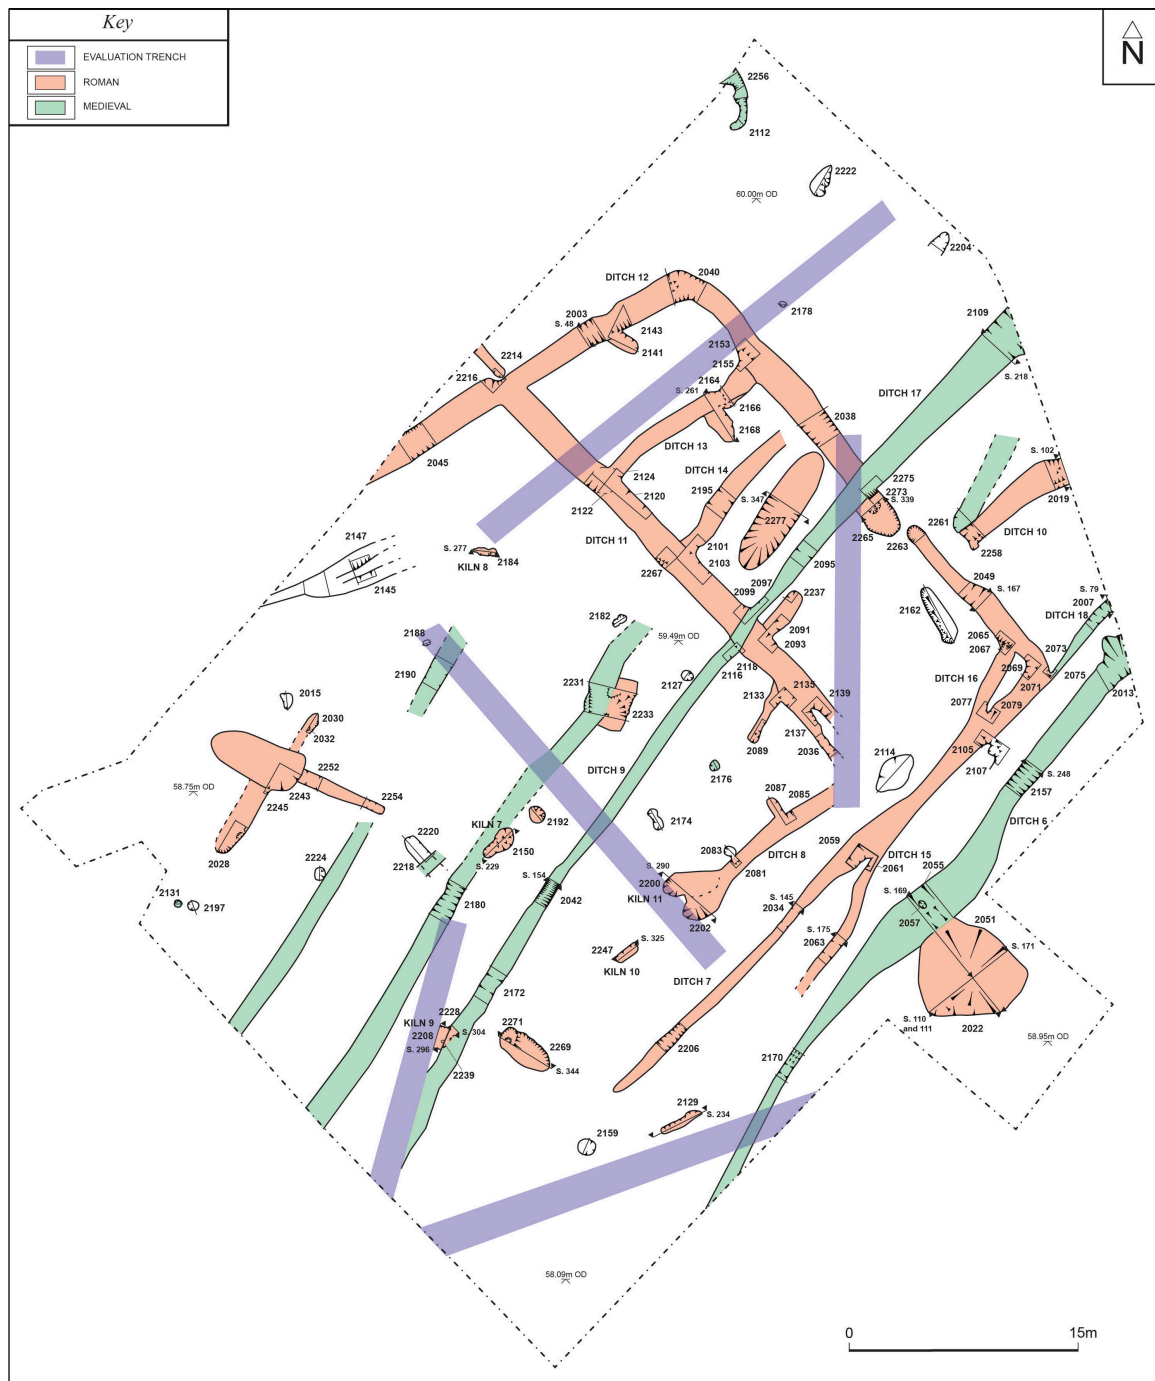 Key
N
EVALUATION TRENCH
ROMAN
MEDIEVAL
2256
2112
2222
60.00m OD
2204
DITCH 12
2040
2003
S. 48
2143
2141
2178
2109
2214
2216
2153
2155
S. 218
2164
S. 261
2166
2168
DITCH 17
2038
2045
DITCH 13
S. 102
2124
DITCH 14
2275
2273
S. 339
2019
2195
S. 347
2120
2122
2277
2261
DITCH 10
2265
2263
2258
DITCH 11
2147
S. 277
KILN 8
2184
2101
2103
2267
2095
2145
2097
2099
2049
S. 167
S. 79
2007
DITCH 18
2237
2162
2182
59.49m OD
2091
2093
2188
2065
2067
2073
2069
2071
2118
2116
2190
2231
2127
DITCH 16
2075
2013
2015
2135
2133
2139
2077
2079
2233
2030
2032
2137
2036
2089
2105
2107
2114
2252
DITCH 9
2176
S. 248
2157
58.75m OD
2243
2245
2254
2087
2085
2192
2174
KILN 7
DITCH 6
2220
2150
2059
2028
2218
S. 229
2083
2081
DITCH 8
DITCH 15
2055
2061
2224
S. 154
S. 290
2200
KILN 11
S. 169
2131
2197
2180
2042
S. 145
2034
2057
2051
2202
S. 175
2063
S. 171
2247
S. 325
KILN 10
2172
DITCH 7
2228
KILN 9
2208
S. 304
2271
S. 296
2239
2269
S. 344
2206
S. 110
and 111
2022
58.95m OD
2170
2129
S. 234
2159
58.09m OD
0
15m